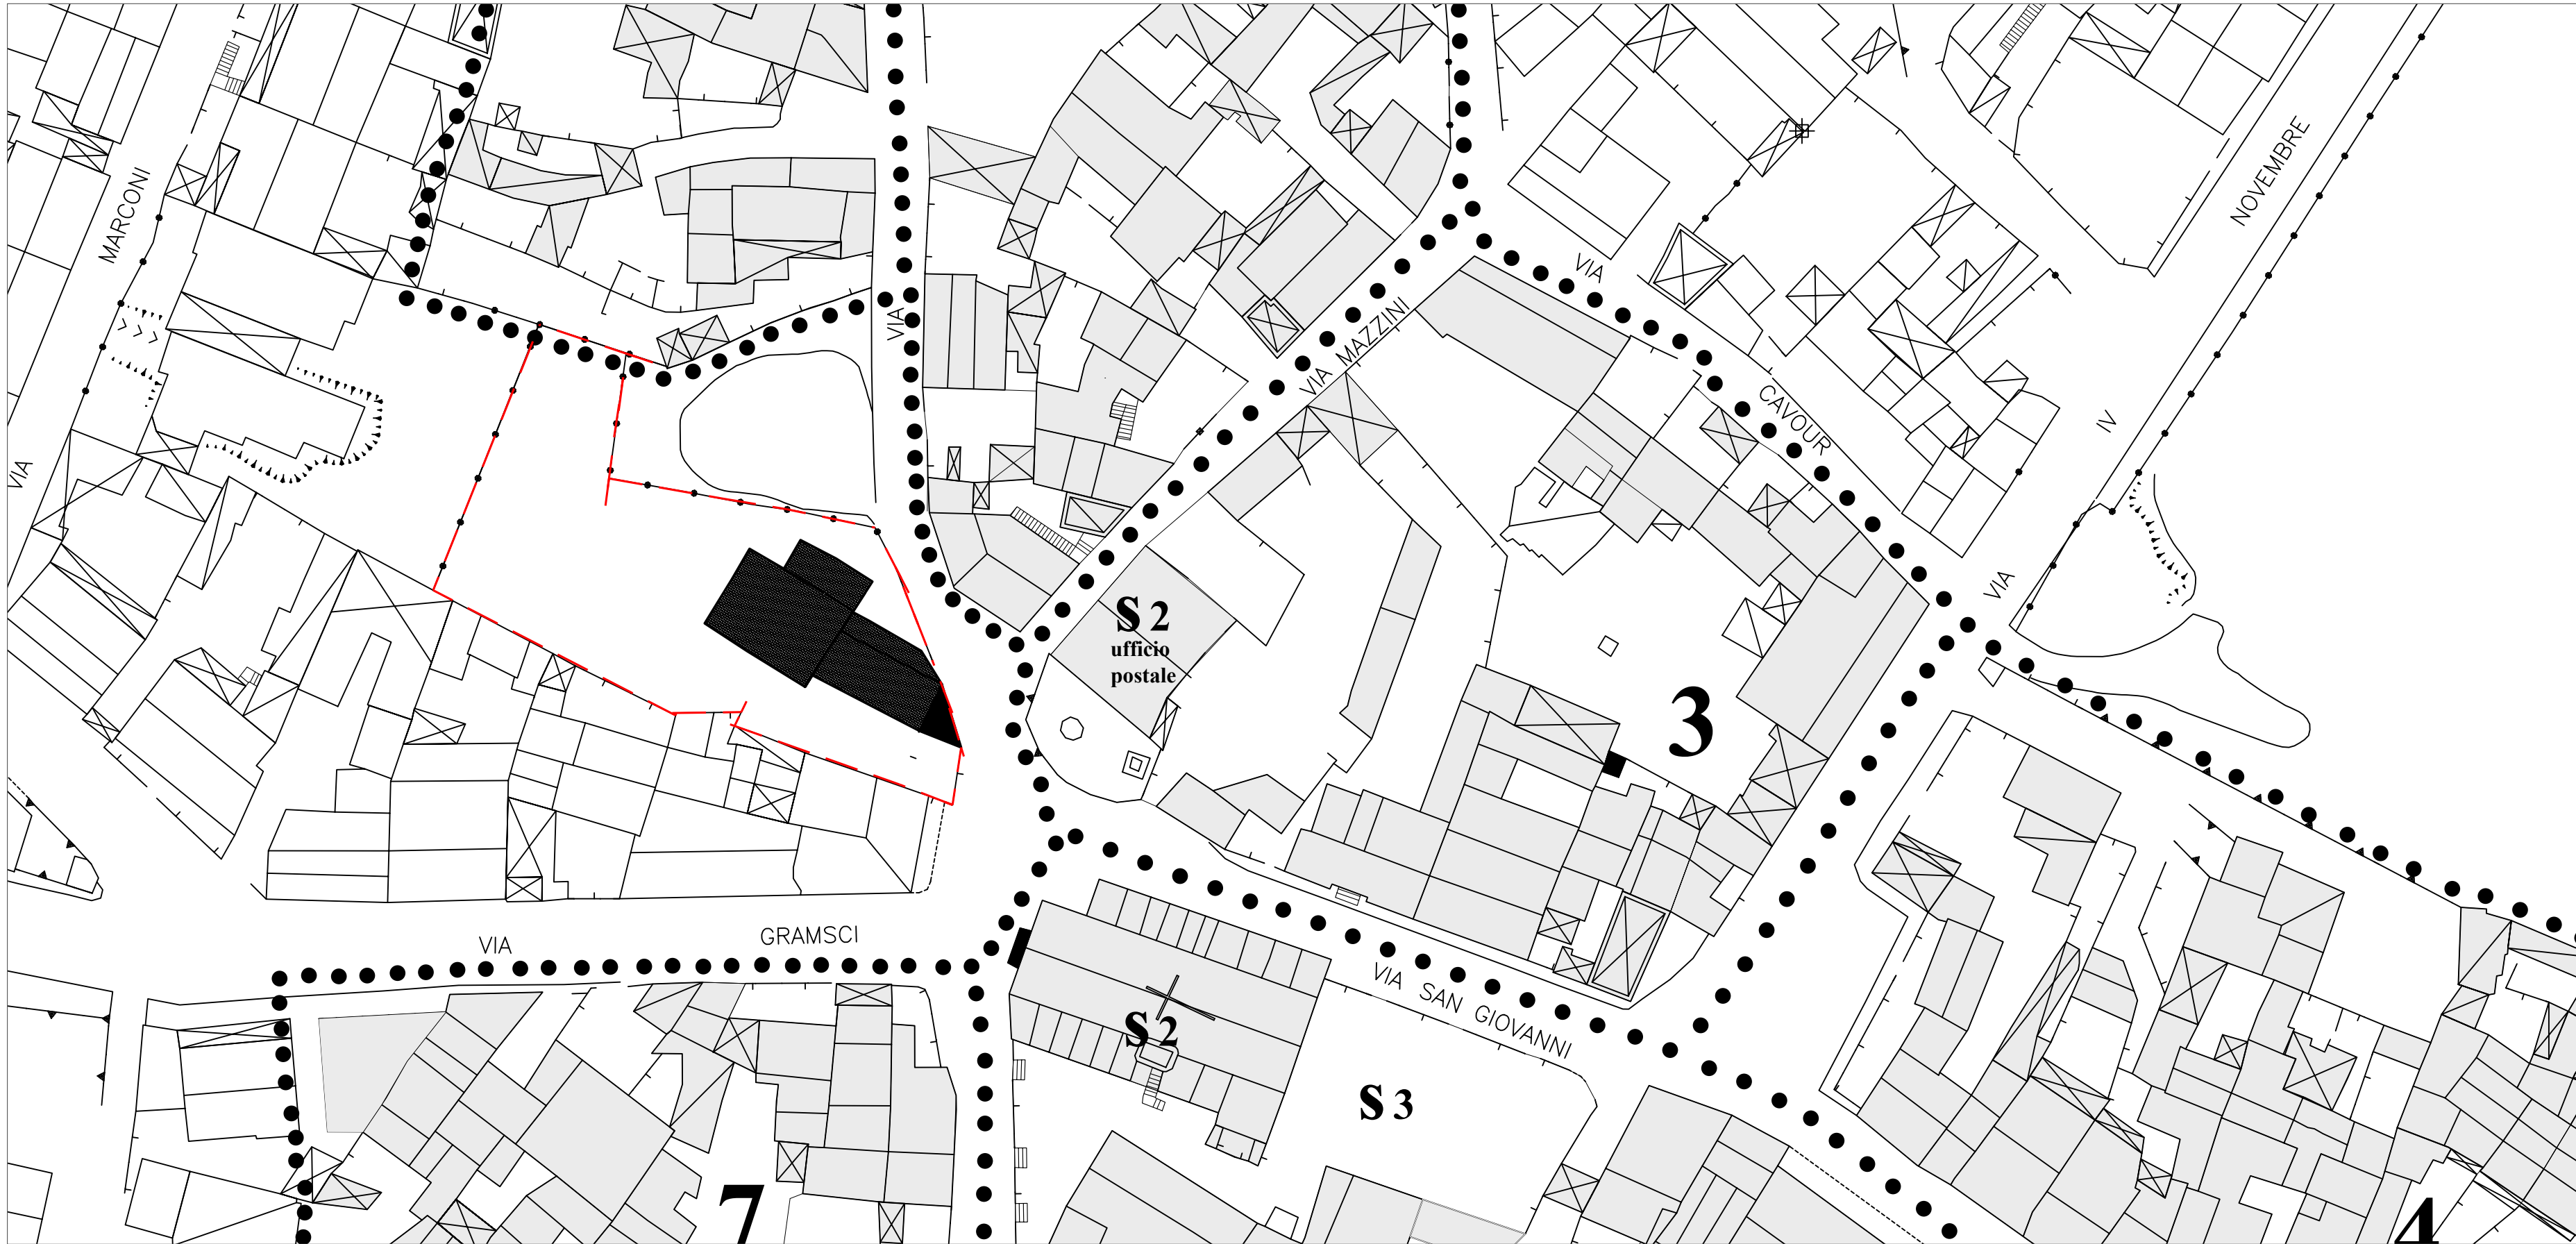 MARCONI
VIA
VIA
VIA MAZZINI
VIA
CAVOUR
NOVEMBRE
IV
VIA
S 2
ufficio
postale
3
VIA
GRAMSCI
VIA SAN GIOVANNI
S 2
S 3
7
4